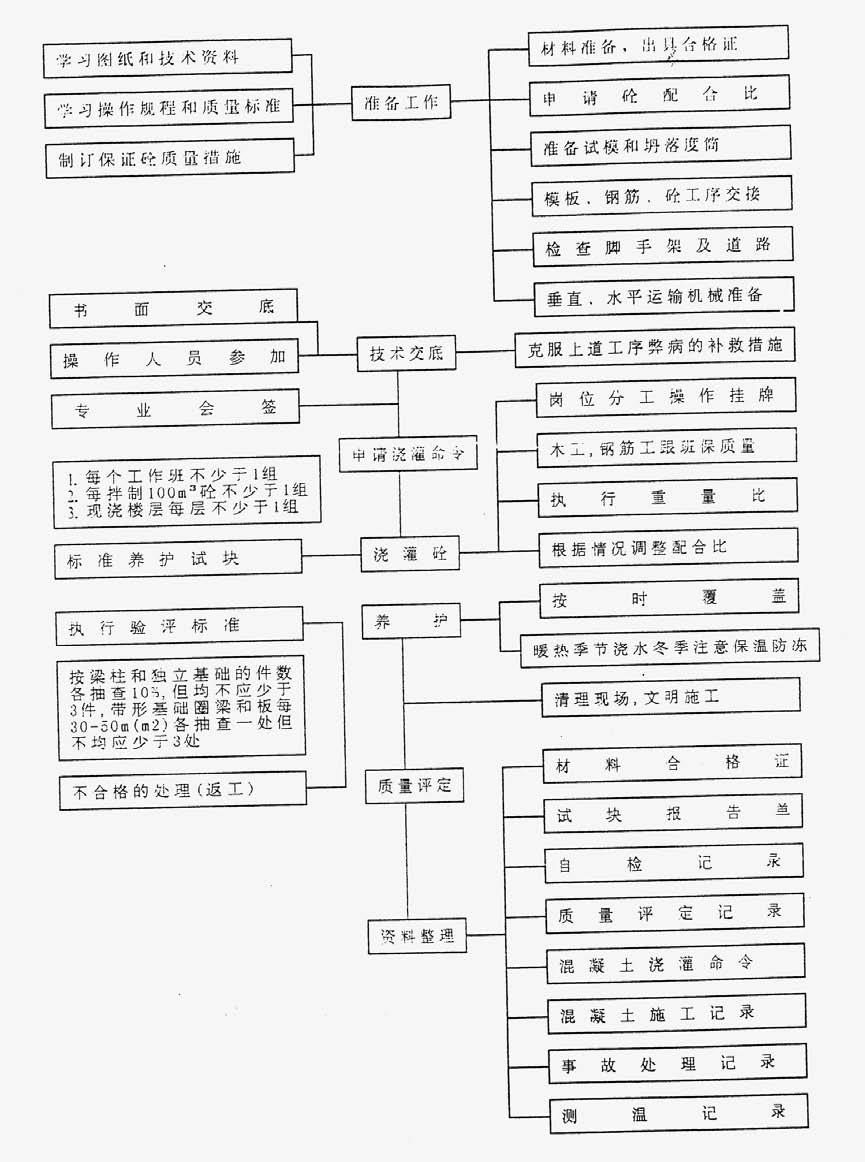 学习图纸和技术资料
学习操作规程和质量标准
制订保证砼质量措施
准备工作
材料准备，出具合格证
申请砼配合比
准备试模和坍落度筒
模板、钢筋、砼工序交接
检查脚手架及道路
垂直、水平运输机械准备
书面交底
操作人员参加
专业会签
技术交底
克服上道工序弊病的补救措施
申请浇灌命令
岗位分工操作挂牌
木工,钢筋工跟班保质量
执行重量比
根据情况调整配合比
1. 每个工作班不少于1组
2. 每拌制100m³砼不少于1组
3. 现浇楼层每层不少于1组
标准养护试块
浇灌砼
养护
按时覆盖
暖热季节浇水冬季注意保温防冻
清理现场,文明施工
执行验评标准
按梁柱和独立基础的件数
各抽查10%,但均不应少于
3件,带形基础圈梁和板每
30-50m(m2)各抽查一处但
不均应少于3处
不合格的处理(返工)
质量评定
资料整理
材料合格证
试块报告单
自检记录
质量评定记录
混凝土浇灌命令
混凝土施工记录
事故处理记录
测温记录